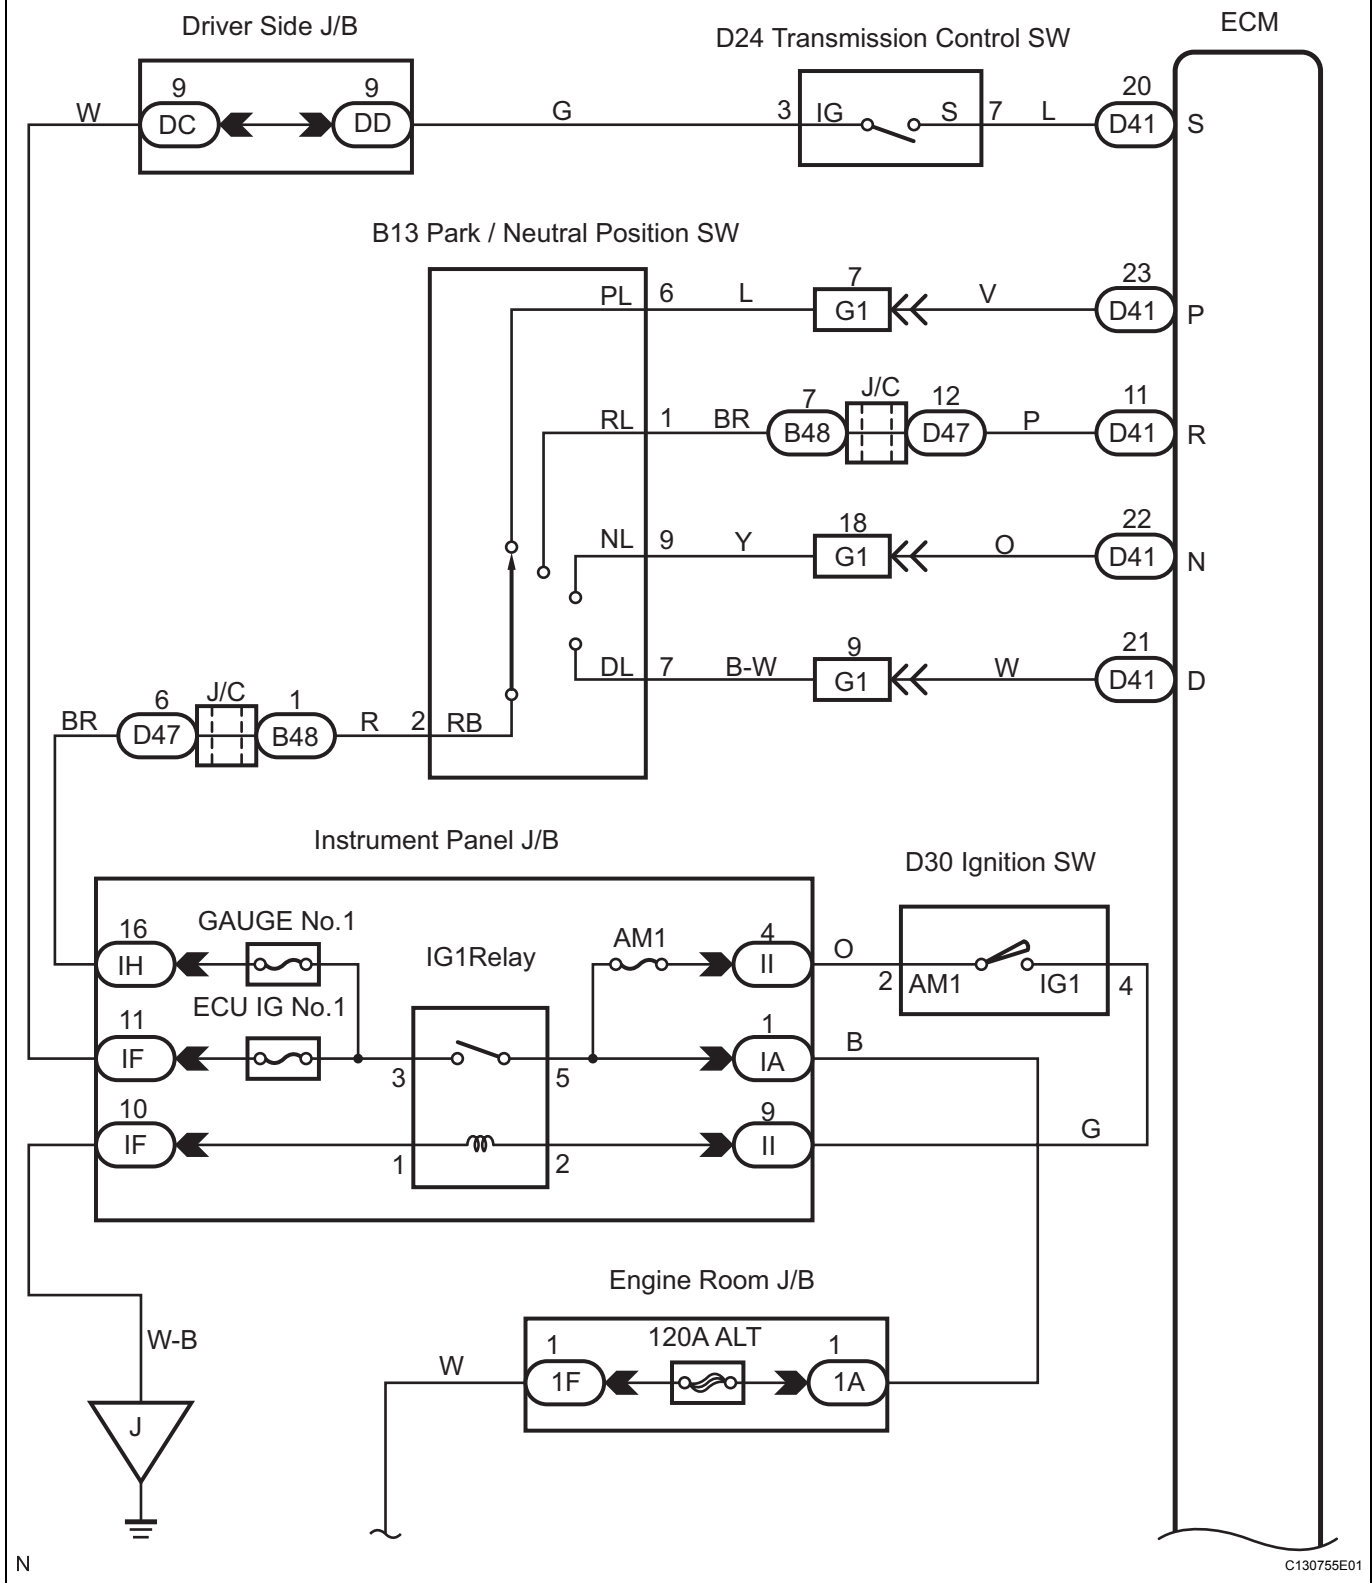 Driver Side J/B
D24 Transmission Control SW
ECM
W
9
DC
9
DD
G
3
IG
S
7
L
20
D41
S
B13 Park / Neutral Position SW
PL
6
L
7
G1
V
23
D41
P
RL
1
BR
7
B48
J/C
12
D47
P
11
D41
R
NL
9
Y
18
G1
O
22
D41
N
DL
7
B-W
9
G1
W
21
D41
D
BR
6
D47
J/C
1
B48
R
2
RB
Instrument Panel J/B
D30 Ignition SW
16
IH
GAUGE No.1
IG1Relay
AM1
4
II
O
2
AM1
IG1
4
11
IF
ECU IG No.1
3
5
1
IA
B
10
IF
1
2
9
II
G
Engine Room J/B
W-B
J
W
1
1F
120A ALT
1
1A
N
C130755E01